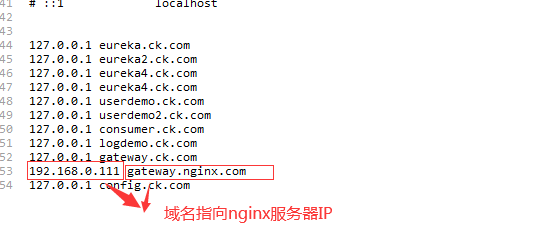 41 # ::1 localhost
42
43
44 127.0.0.1 eureka.ck.com
45 127.0.0.1 eureka2.ck.com
46 127.0.0.1 eureka4.ck.com
47 127.0.0.1 eureka4.ck.com
48 127.0.0.1 userdemo.ck.com
49 127.0.0.1 userdemo2.ck.com
50 127.0.0.1 consumer.ck.com
51 127.0.0.1 logdemo.ck.com
52 127.0.0.1 gateway.ck.com
53 192.168.0.111 gateway.nginx.com
54 127.0.0.1 config.ck.com
域名指向nginx服务器IP